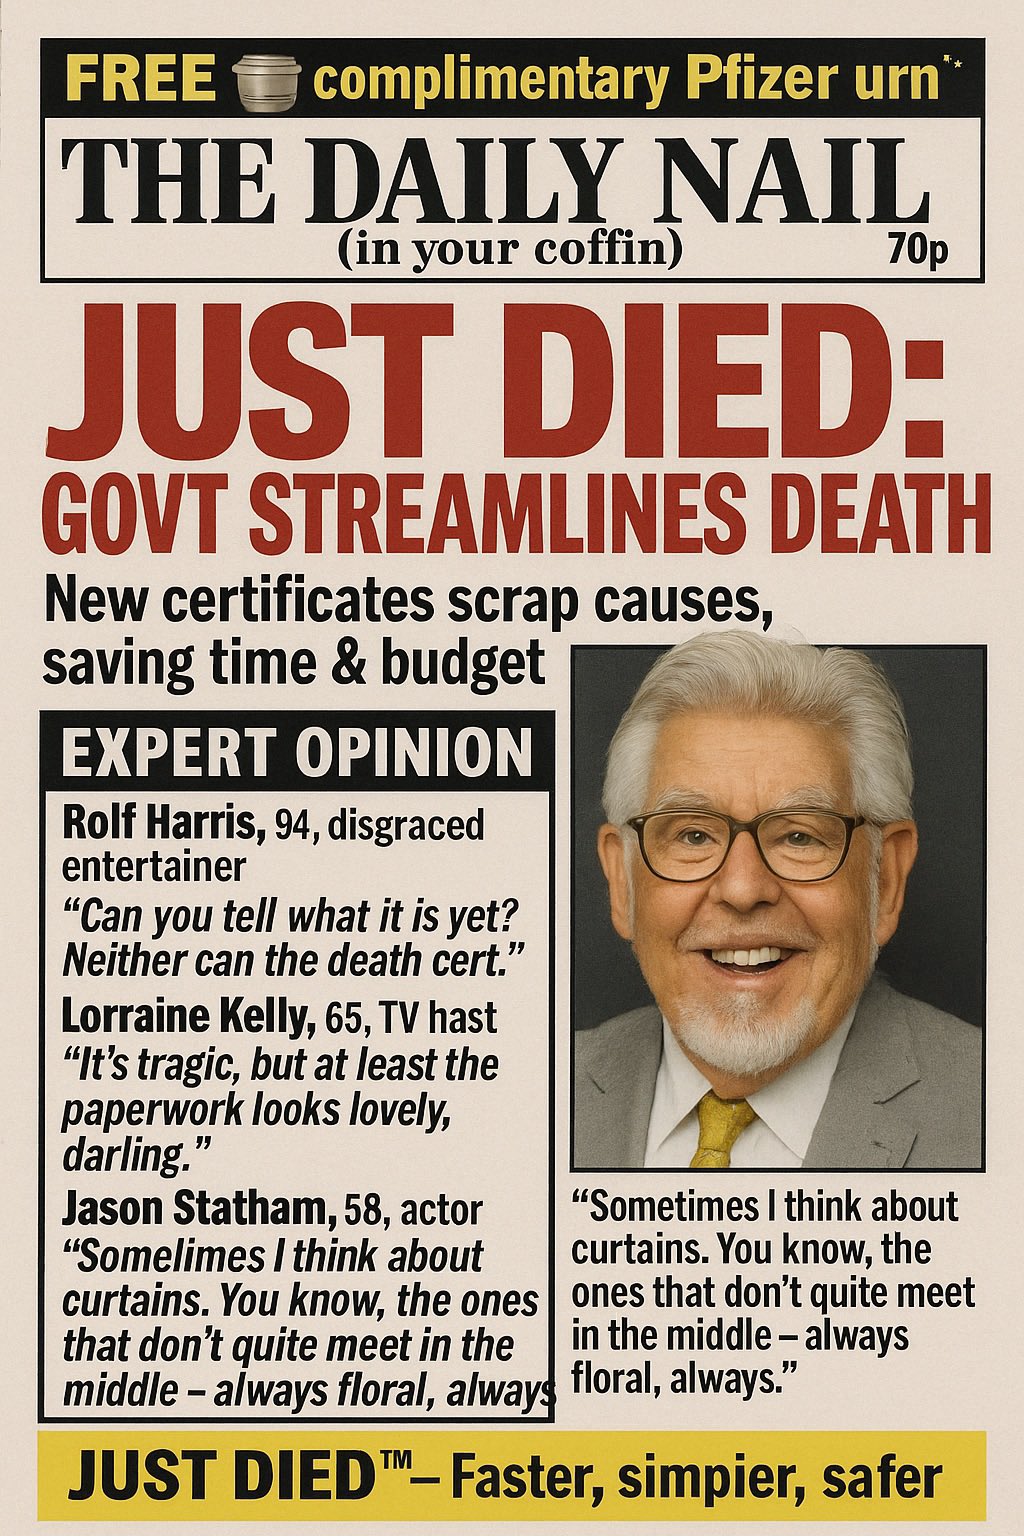 FREE complimentary Pfizer urn
THE DAILY NAIL
(in your coffin) 70p
JUST DIED:
GOVT STREAMLINES DEATH
New certificates scrap causes,
saving time & budget
EXPERT OPINION
Rolf Harris, 94, disgraced
entertainer
“Can you tell what it is yet?
Neither can the death cert.”
Lorraine Kelly, 65, TV hast
“It’s tragic, but at least the
paperwork looks lovely,
darling.”
Jason Statham, 58, actor
“Somelimes I think about
curtains. You know, the ones
that don’t quite meet in the
middle – always floral, always
“Sometimes I think about
curtains. You know, the
ones that don’t quite meet
in the middle – always
floral, always.”
JUST DIED™ – Faster, simpier, safer